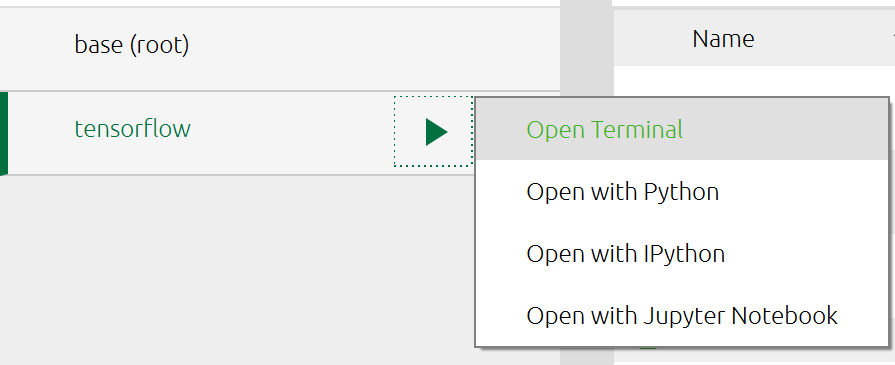 base (root)
Name
tensorflow
Open Terminal
Open with Python
Open with IPython
Open with Jupyter Notebook